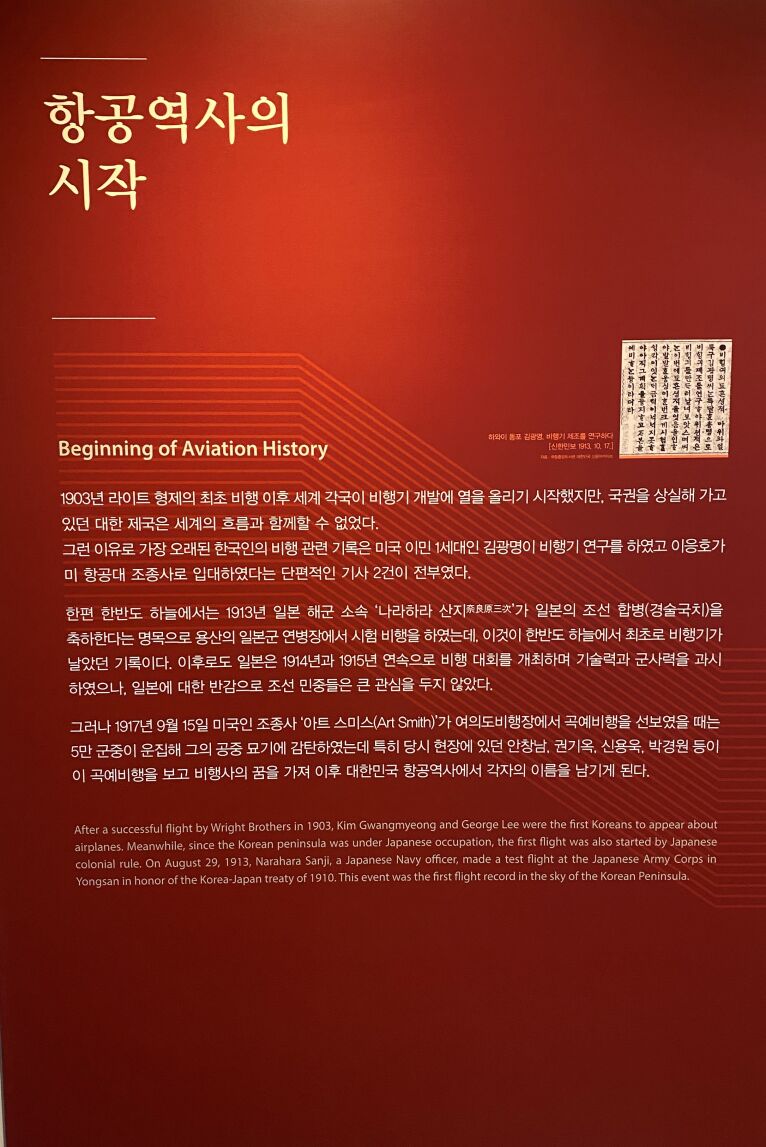 항공역사의
시작
하와이 동포 김광명, 비행기 제조를 연구하다
[신한민보 1913. 10. 17.]
Beginning of Aviation History
1903년 라이트 형제의 최초 비행 이후 세계 각국이 비행기 개발에 열을 올리기 시작했지만, 국권을 상실해 가고
있던 대한 제국은 세계의 흐름과 함께할 수 없었다.
그런 이유로 가장 오래된 한국인의 비행 관련 기록은 미국 이민 1세대인 김광명이 비행기 연구를 하였고 이응호가
미 항공대 조종사로 입대하였다는 단편적인 기사 2건이 전부였다.
한편 한반도 하늘에서는 1913년 일본 해군 소속 ‘나라하라 산지奈良原三次’가 일본의 조선 합병(경술국치)을
축하한다는 명목으로 용산의 일본군 연병장에서 시험 비행을 하였는데, 이것이 한반도 하늘에서 최초로 비행기가
날았던 기록이다. 이후로도 일본은 1914년과 1915년 연속으로 비행 대회를 개최하며 기술력과 군사력을 과시
하였으나, 일본에 대한 반감으로 조선 민중들은 큰 관심을 두지 않았다.
그러나 1917년 9월 15일 미국인 조종사 ‘아트 스미스(Art Smith)’가 여의도비행장에서 곡예비행을 선보였을 때는
5만 군중이 운집해 그의 공중 묘기에 감탄하였는데 특히 당시 현장에 있던 안창남, 권기옥, 신용욱, 박경원 등이
이 곡예비행을 보고 비행사의 꿈을 가져 이후 대한민국 항공역사에서 각자의 이름을 남기게 된다.
After a successful flight by Wright Brothers in 1903, Kim Gwangmyeong and George Lee were the first Koreans to appear about
airplanes. Meanwhile, since the Korean peninsula was under Japanese occupation, the first flight was also started by Japanese
colonial rule. On August 29, 1913, Narahara Sanji, a Japanese Navy officer, made a test flight at the Japanese Army Corps in
Yongsan in honor of the Korea-Japan treaty of 1910. This event was the first flight record in the sky of the Korean Peninsula.